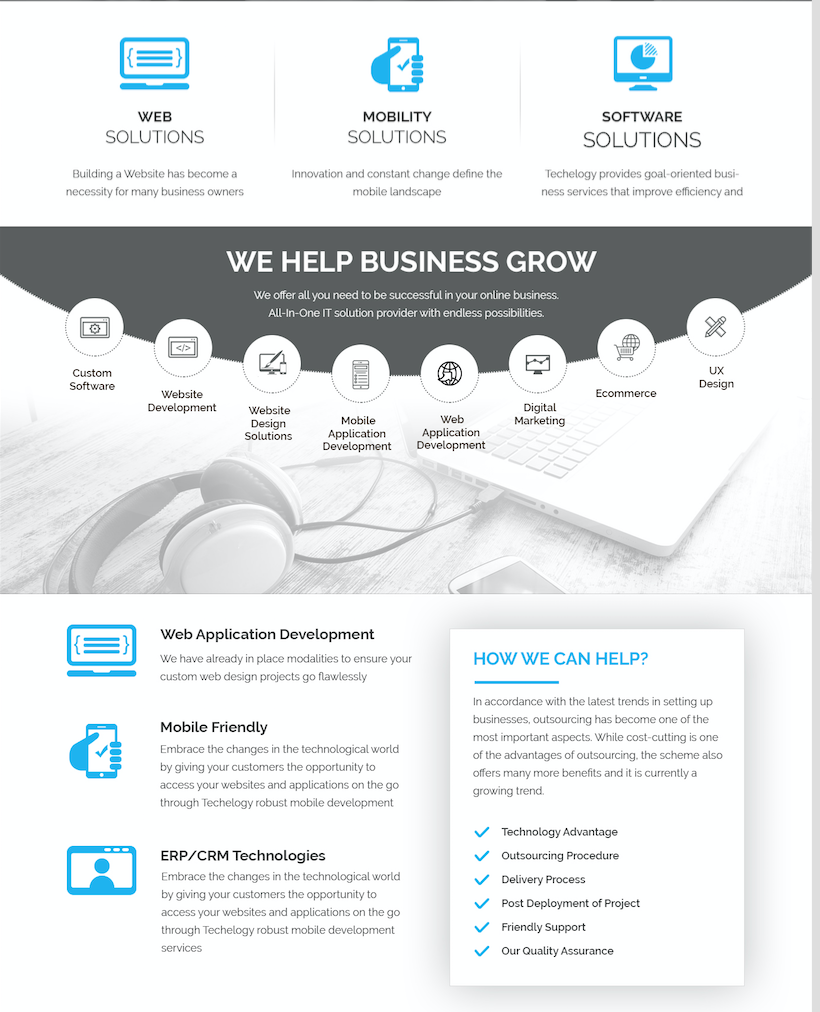 WEB
SOLUTIONS
Building a Website has become a
necessity for many business owners
MOBILITY
SOLUTIONS
Innovation and constant change define the
mobile landscape
SOFTWARE
SOLUTIONS
Techelogy provides goal-oriented busi-
ness services that improve efficiency and
WE HELP BUSINESS GROW
We offer all you need to be successful in your online business.
All-In-One IT solution provider with endless possibilities.
Custom
Software
Website
Development
Website
Design
Solutions
Mobile
Application
Development
Web
Application
Development
Digital
Marketing
Ecommerce
UX
Design
Web Application Development
We have already in place modalities to ensure your
custom web design projects go flawlessly
Mobile Friendly
Embrace the changes in the technological world
by giving your customers the opportunity to
access your websites and applications on the go
through Techelogy robust mobile development
ERP/CRM Technologies
Embrace the changes in the technological world
by giving your customers the opportunity to
access your websites and applications on the go
through Techelogy robust mobile development
services
HOW WE CAN HELP?
In accordance with the latest trends in setting up
businesses, outsourcing has become one of the
most important aspects. While cost-cutting is one
of the advantages of outsourcing, the scheme also
offers many more benefits and it is currently a
growing trend.
Technology Advantage
Outsourcing Procedure
Delivery Process
Post Deployment of Project
Friendly Support
Our Quality Assurance